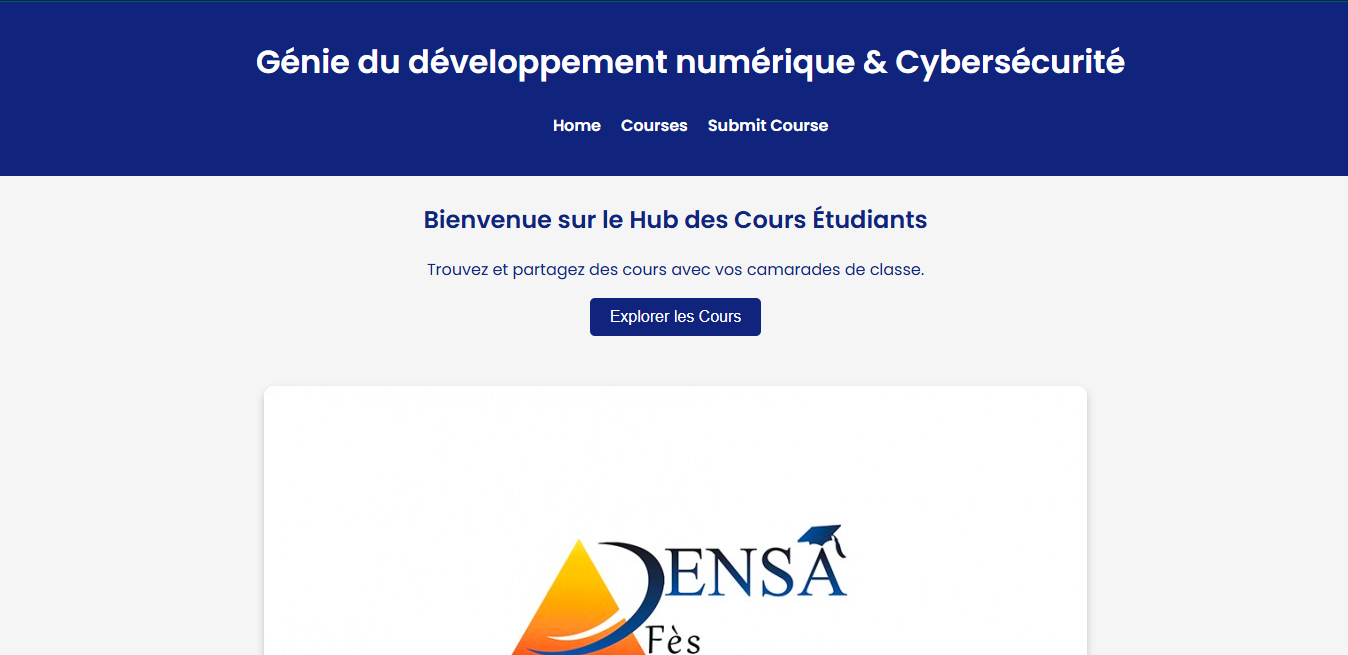 Génie du développement numérique & Cybersécurité
Home Courses Submit Course
Bienvenue sur le Hub des Cours Étudiants
Trouvez et partagez des cours avec vos camarades de classe.
Explorer les Cours
ENSA
Fès